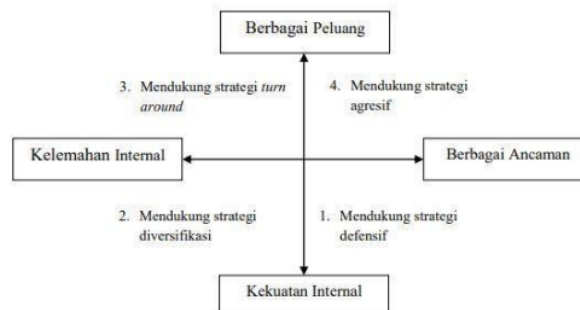 Berbagai Peluang
3. Mendukung strategi turn
around
4. Mendukung strategi
agresif
Kelemahan Internal
Berbagai Ancaman
2. Mendukung strategi
diversifikasi
1. Mendukung strategi
defensif
Kekuatan Internal